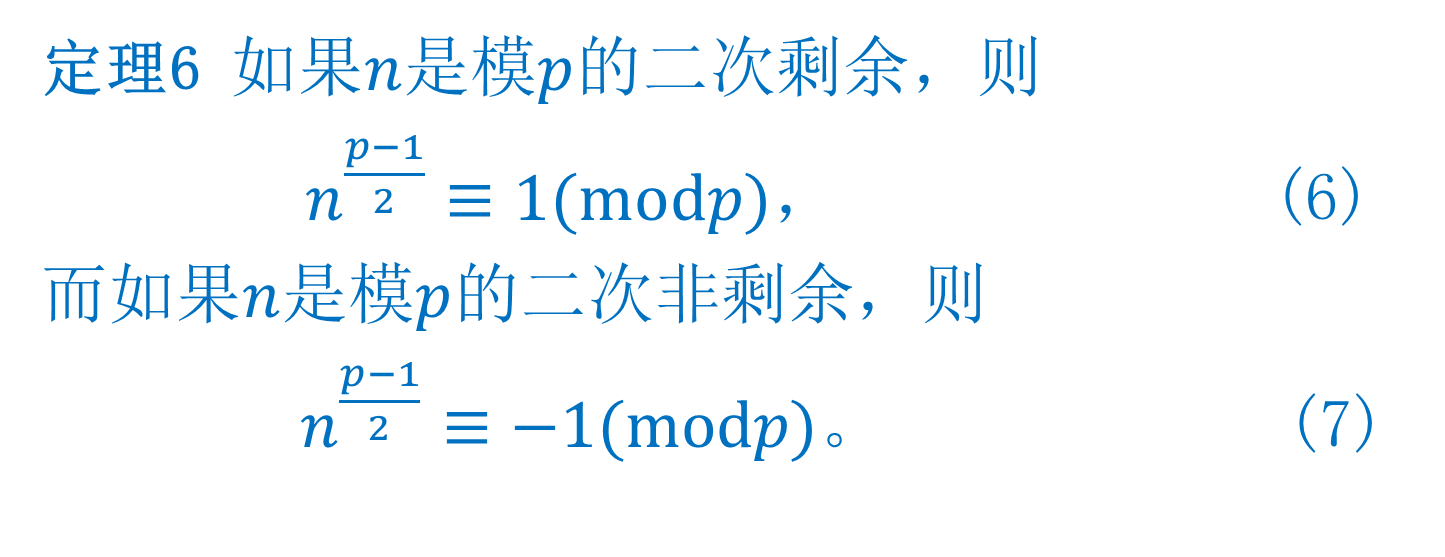 定理6 如果n是模p的二次剩余，则
n^{\frac{p-1}{2}} ≡ 1(modp)， (6)
而如果n是模p的二次非剩余，则
n^{\frac{p-1}{2}} ≡ −1(modp)。 (7)